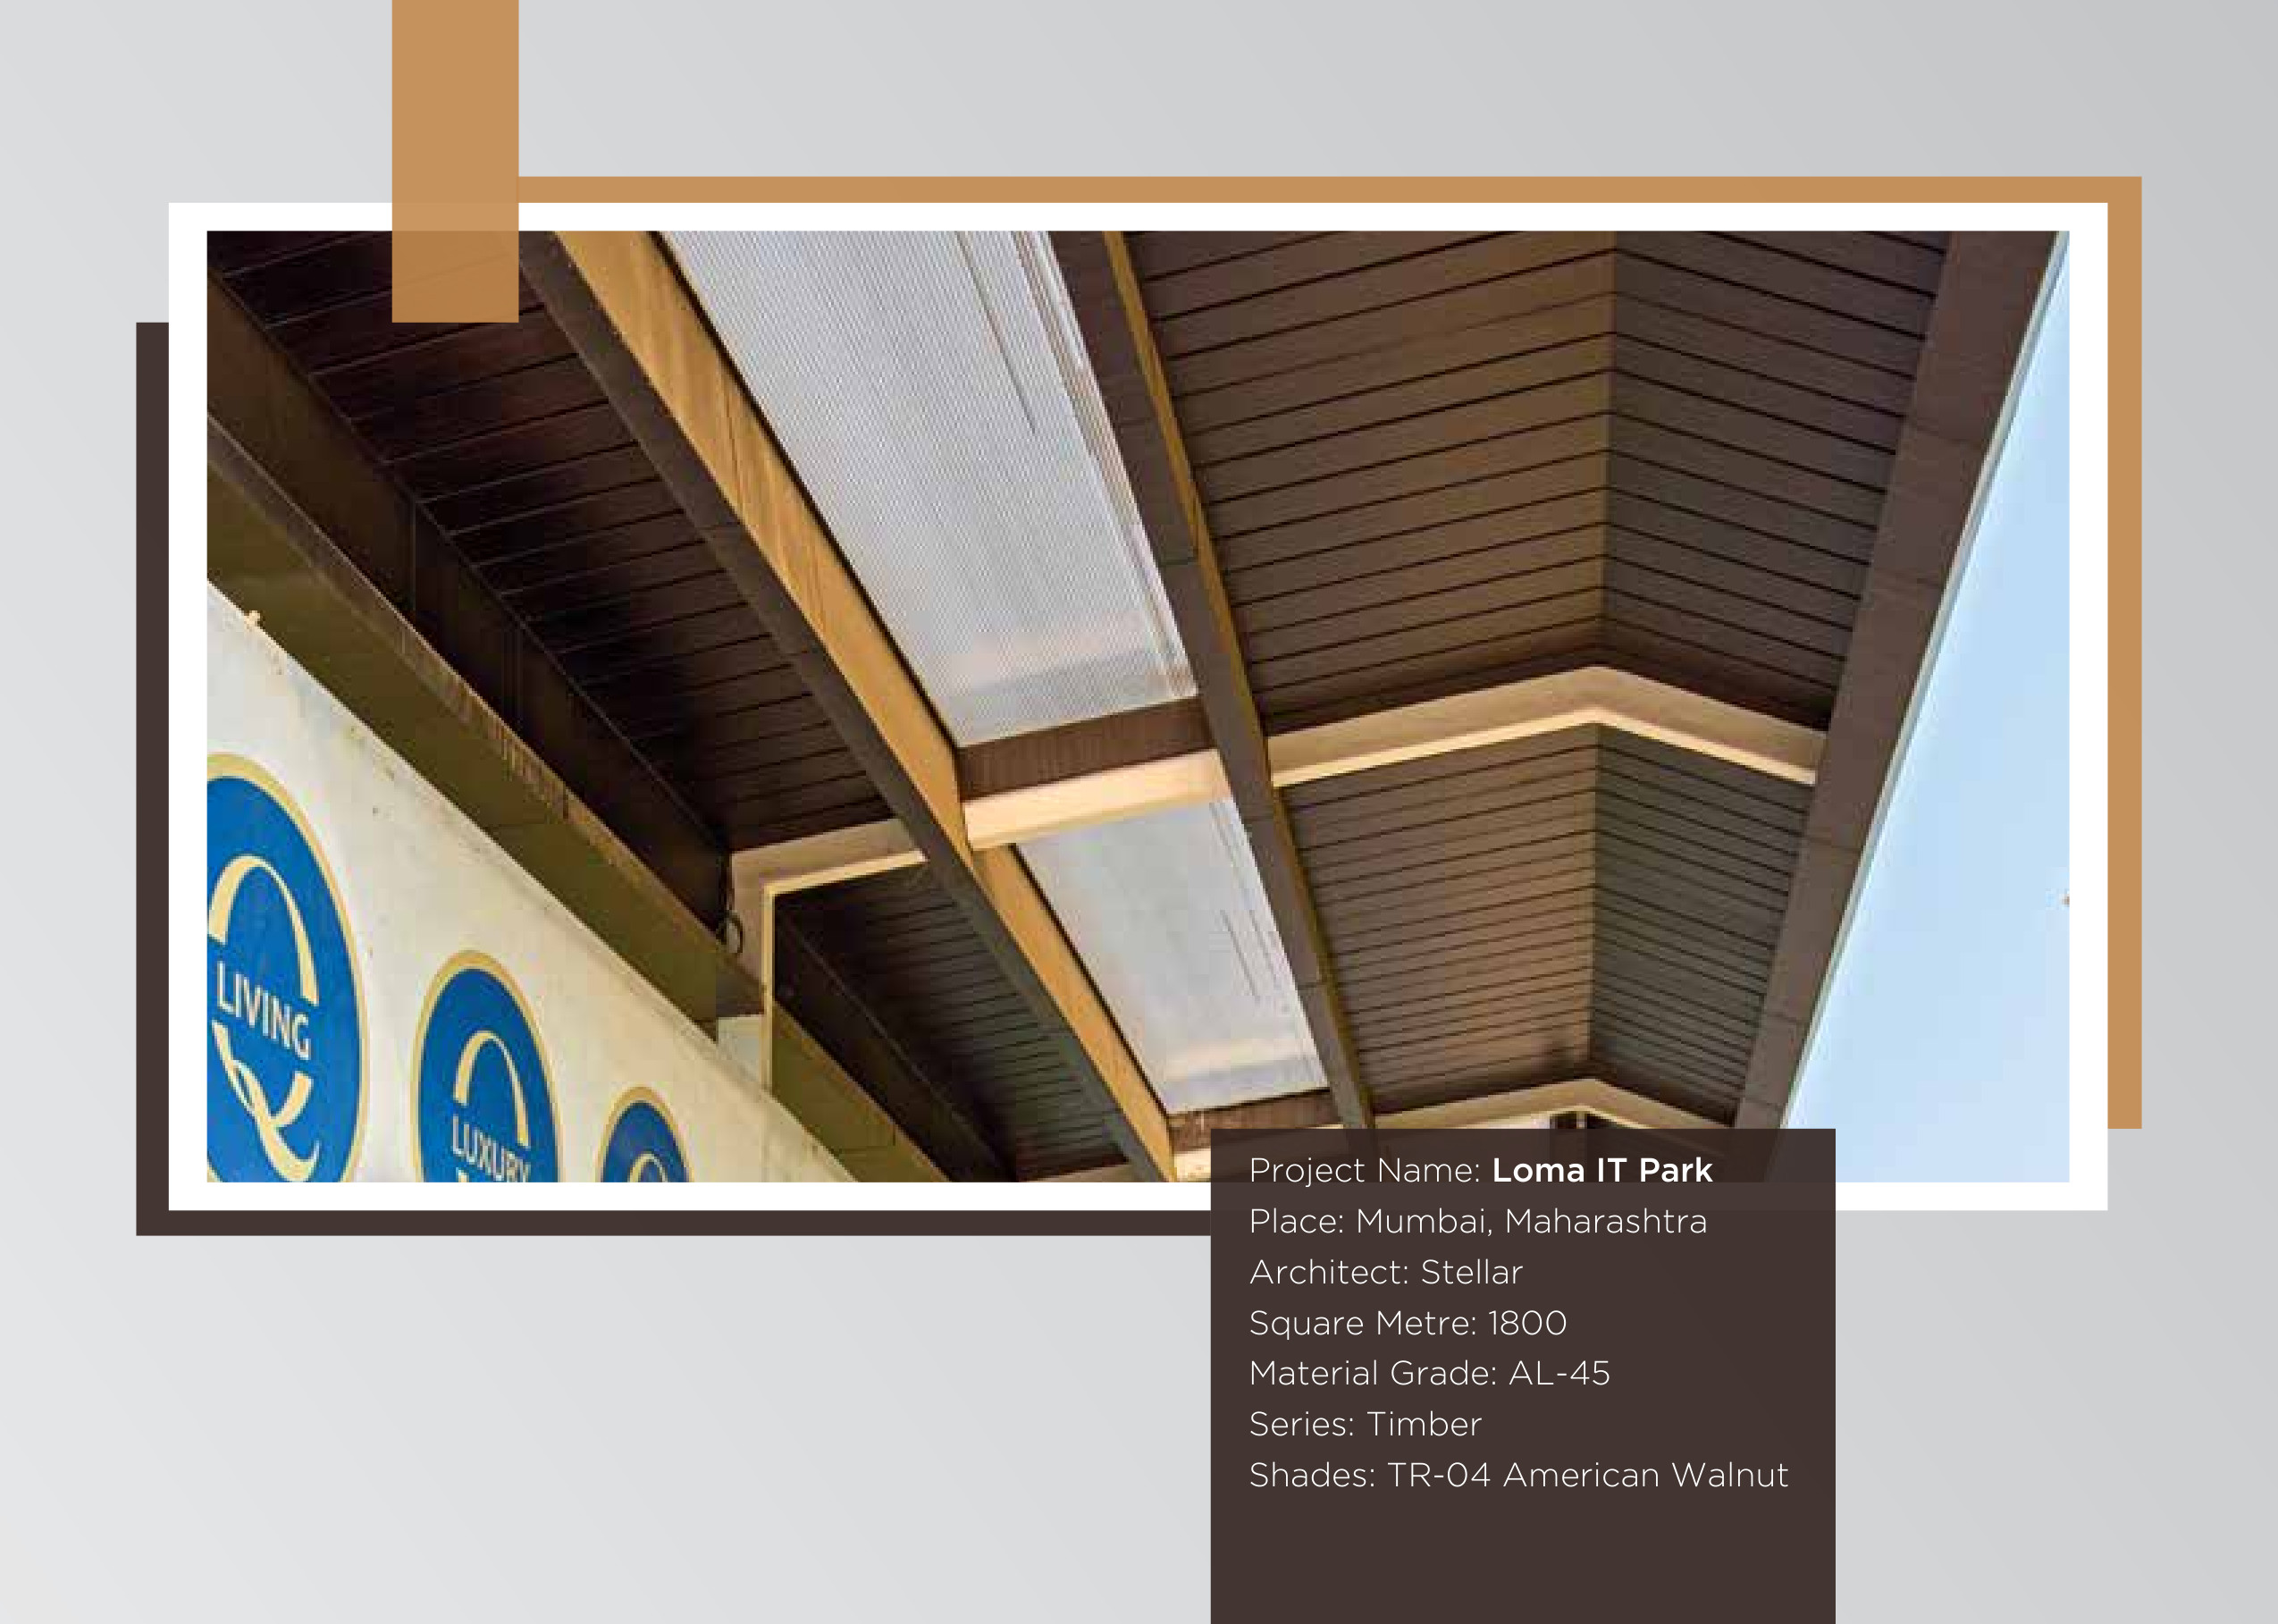 LIVING
LUXURY
Project Name: Loma IT Park
Place: Mumbai, Maharashtra
Architect: Stellar
Square Metre: 1800
Material Grade: AL-45
Series: Timber
Shades: TR-04 American Walnut